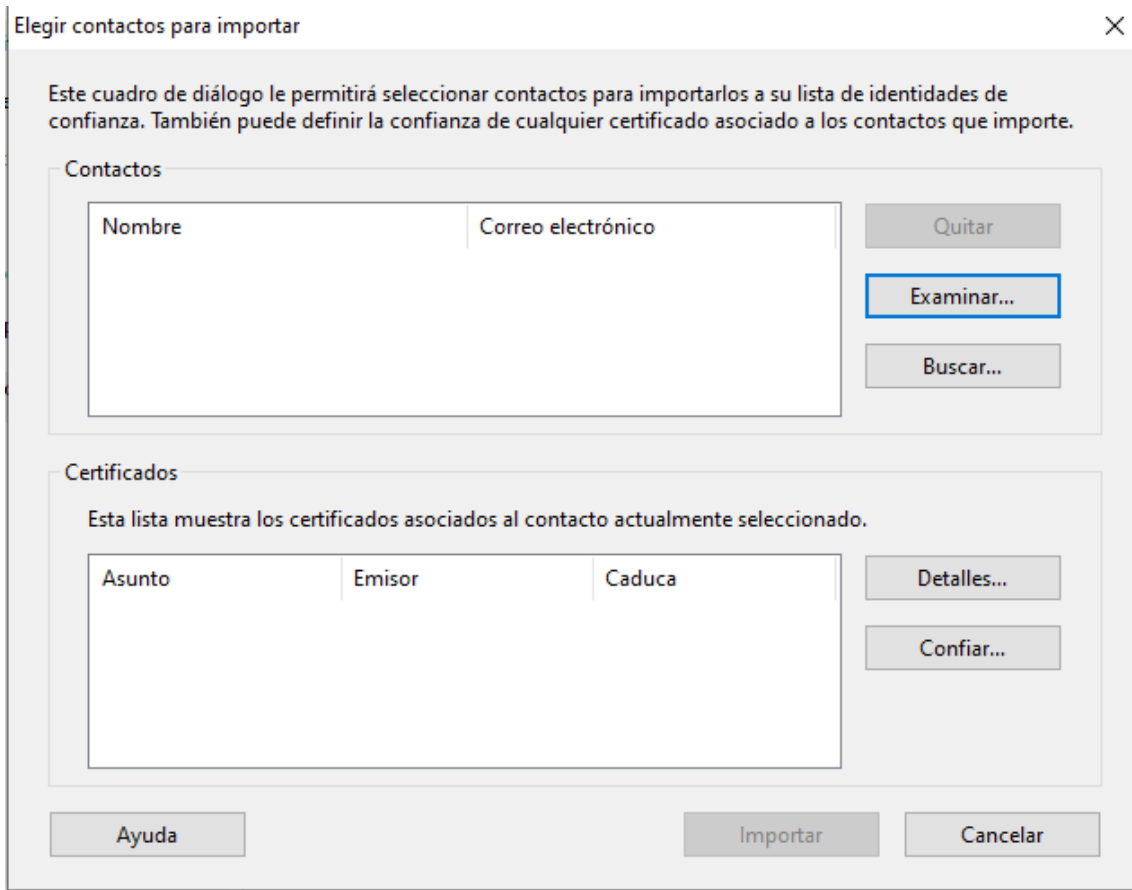 Elegir contactos para importar
Este cuadro de diálogo le permitirá seleccionar contactos para importarlos a su lista de identidades de
confianza. También puede definir la confianza de cualquier certificado asociado a los contactos que importe.
Contactos
Nombre
Correo electrónico
Quitar
Examinar...
Buscar...
Certificados
Esta lista muestra los certificados asociados al contacto actualmente seleccionado.
Asunto
Emisor
Caduca
Detalles...
Confiar...
Ayuda
Importar
Cancelar